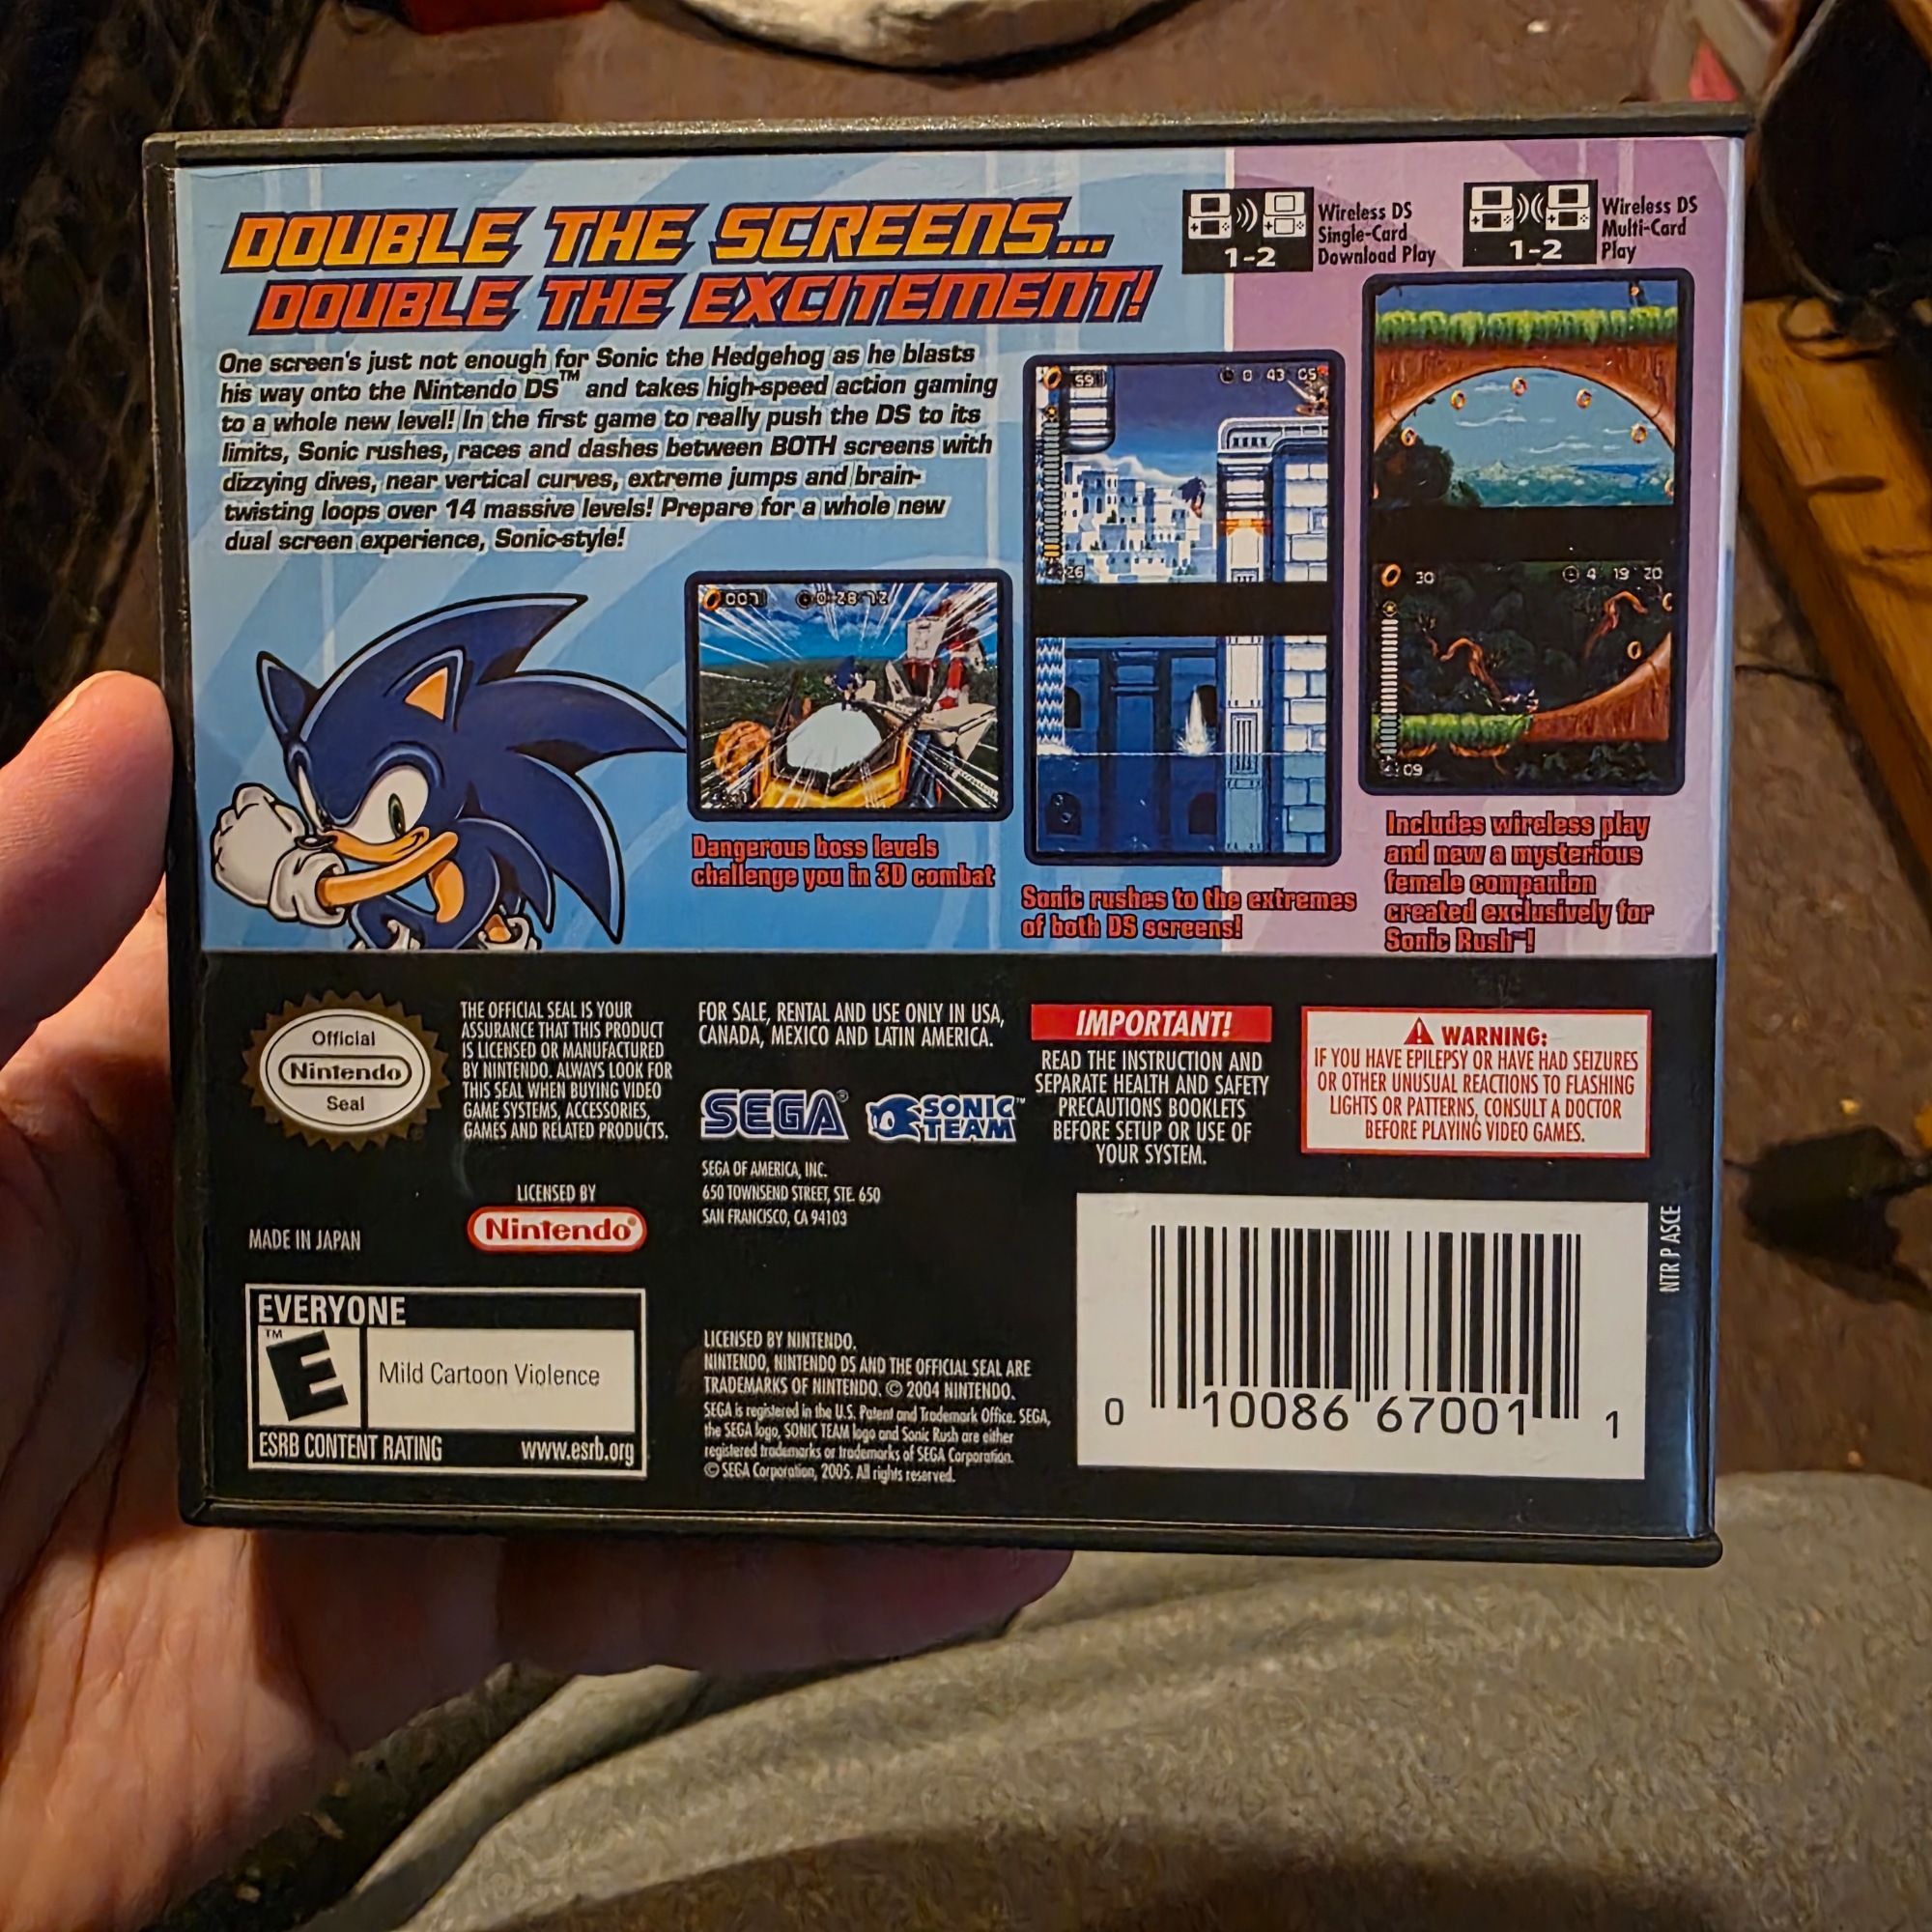 DOUBLE THE SCREENS...
DOUBLE THE EXCITEMENT!
One screen's just not enough for Sonic the Hedgehog as he blasts
his way onto the Nintendo DS™ and takes high-speed action gaming
to a whole new level! In the first game to really push the DS to its
limits, Sonic rushes, races and dashes between BOTH screens with
dizzying dives, near vertical curves, extreme jumps and brain-
twisting loops over 14 massive levels! Prepare for a whole new
dual screen experience, Sonic-style!
1-2
Wireless DS
Single-Card
Download Play
1-2
Wireless DS
Multi-Card
Play
59
0 43 05
26
30
4 19 20
09
0:28:72
Dangerous boss levels
challenge you in 3D combat
Sonic rushes to the extremes
of both DS screens!
Includes wireless play
and new a mysterious
female companion
created exclusively for
Sonic Rush™!
Official
Nintendo
Seal
THE OFFICIAL SEAL IS YOUR
ASSURANCE THAT THIS PRODUCT
IS LICENSED OR MANUFACTURED
BY NINTENDO. ALWAYS LOOK FOR
THIS SEAL WHEN BUYING VIDEO
GAME SYSTEMS, ACCESSORIES,
GAMES AND RELATED PRODUCTS.
LICENSED BY
Nintendo®
MADE IN JAPAN
EVERYONE
™
E
Mild Cartoon Violence
ESRB CONTENT RATING www.esrb.org
FOR SALE, RENTAL AND USE ONLY IN USA,
CANADA, MEXICO AND LATIN AMERICA.
SEGA®
SONIC
TEAM™
SEGA OF AMERICA, INC.
650 TOWNSEND STREET, STE. 650
SAN FRANCISCO, CA 94103
LICENSED BY NINTENDO.
NINTENDO, NINTENDO DS AND THE OFFICIAL SEAL ARE
TRADEMARKS OF NINTENDO. © 2004 NINTENDO.
SEGA is registered in the U.S. Patent and Trademark Office. SEGA,
the SEGA logo, SONIC TEAM logo and Sonic Rush are either
registered trademarks or trademarks of SEGA Corporation.
© SEGA Corporation, 2005. All rights reserved.
IMPORTANT!
READ THE INSTRUCTION AND
SEPARATE HEALTH AND SAFETY
PRECAUTIONS BOOKLETS
BEFORE SETUP OR USE OF
YOUR SYSTEM.
WARNING:
IF YOU HAVE EPILEPSY OR HAVE HAD SEIZURES
OR OTHER UNUSUAL REACTIONS TO FLASHING
LIGHTS OR PATTERNS, CONSULT A DOCTOR
BEFORE PLAYING VIDEO GAMES.
NTR P ASCE
0 10086 67001 1